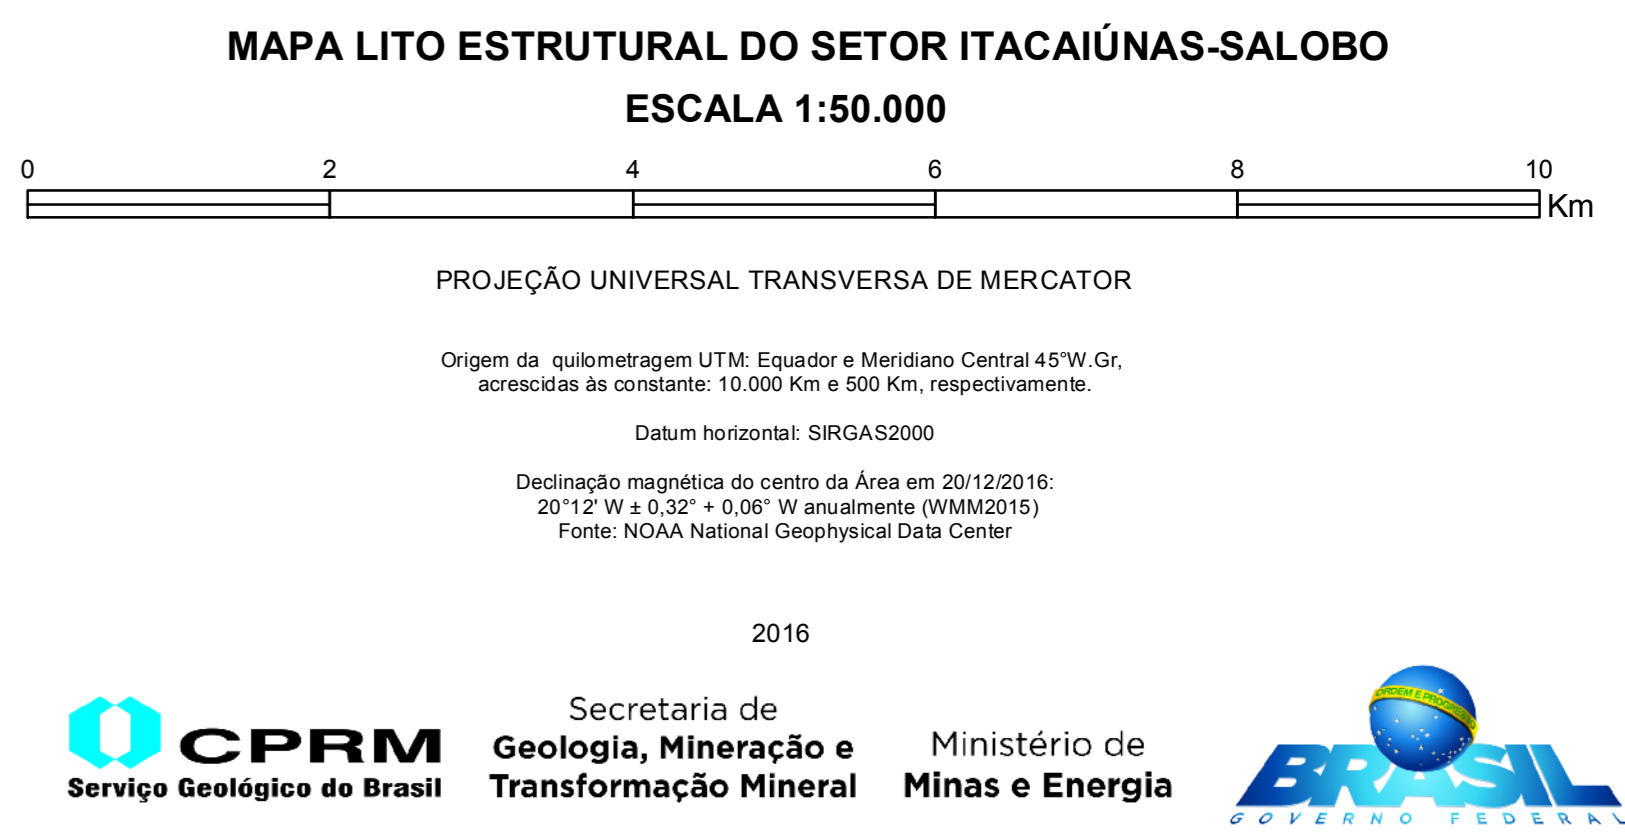 MAPA LITO ESTRUTURAL DO SETOR ITACAIÚNAS-SALOBO
ESCALA 1:50.000
0 2 4 6 8 10
Km
PROJEÇÃO UNIVERSAL TRANSVERSA DE MERCATOR
Origem da quilometragem UTM: Equador e Meridiano Central 45°W.Gr,
acrescidas às constante: 10.000 Km e 500 Km, respectivamente.
Datum horizontal: SIRGAS2000
Declinação magnética do centro da Área em 20/12/2016:
20°12' W ± 0,32° + 0,06° W anualmente (WMM2015)
Fonte: NOAA National Geophysical Data Center
2016
CPRM
Serviço Geológico do Brasil
Secretaria de
Geologia, Mineração e
Transformação Mineral
Ministério de
Minas e Energia
ORDEM E PROGRESSO
BRASIL
GOVERNO FEDERAL